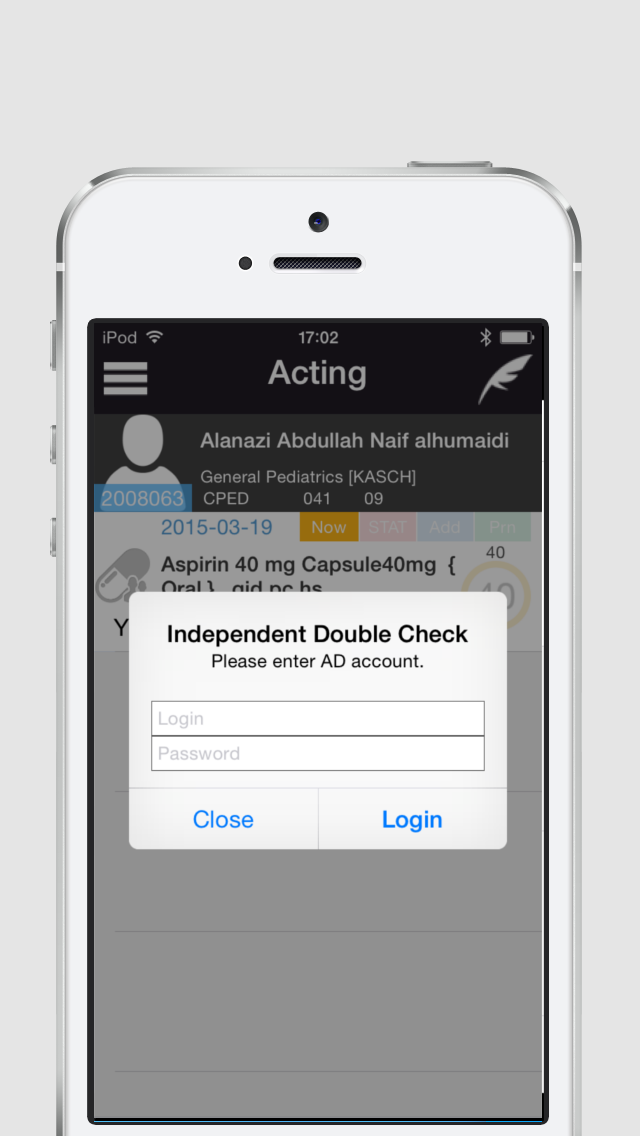 iPod 17:02
Acting
Alanazi Abdullah Naif alhumaidi
General Pediatrics [KASCH]
2008063 CPED 041 09
2015-03-19 Now STAT Add Prn
40
Aspirin 40 mg Capsule40mg {
Oral } qid pc hs
40
Y
Independent Double Check
Please enter AD account.
Login
Password
Close Login